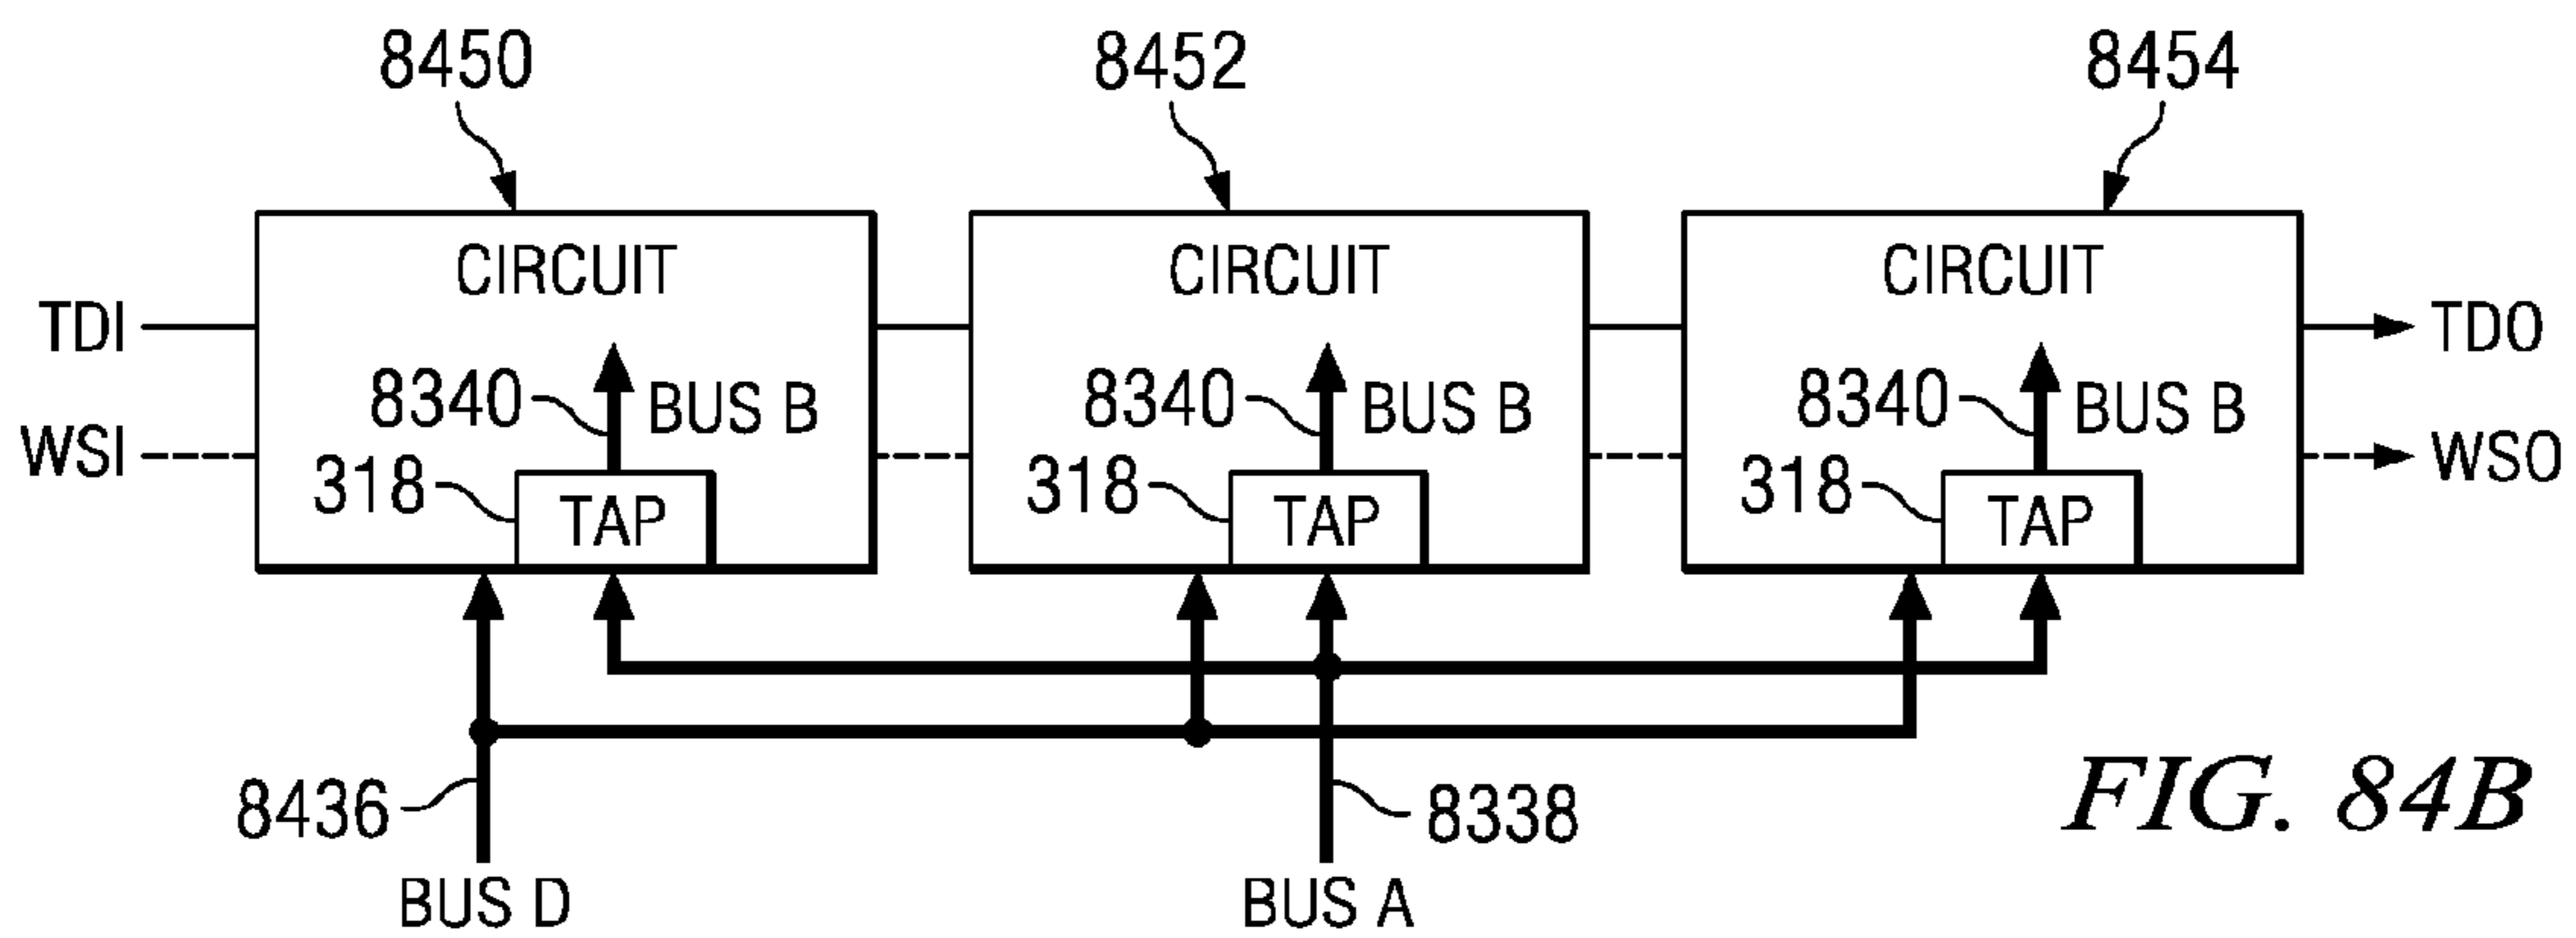 8450 8452 8454
CIRCUIT CIRCUIT CIRCUIT
TDI TDO
8340 BUS B 8340 BUS B 8340 BUS B
WSI WSO
318 TAP 318 TAP 318 TAP
8436 8338
BUS D BUS A
FIG. 84B